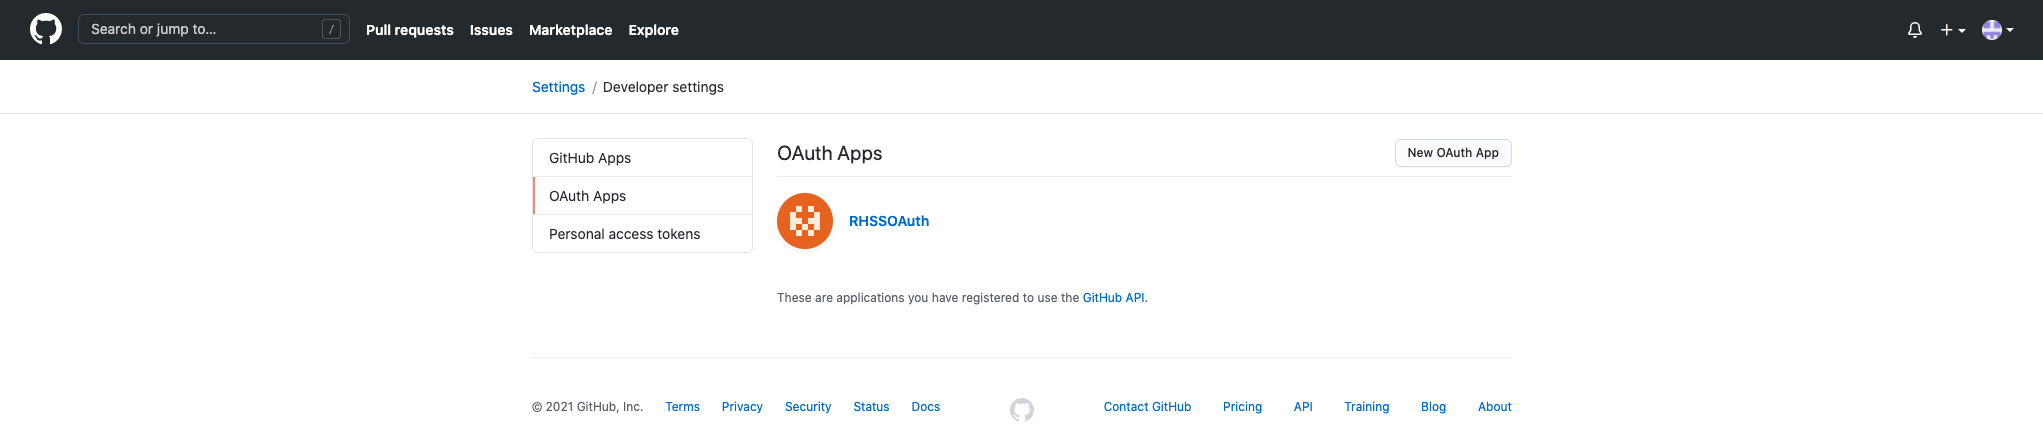 Search or jump to... / Pull requests Issues Marketplace Explore
Settings / Developer settings
GitHub Apps
OAuth Apps
Personal access tokens
OAuth Apps New OAuth App
RHSSOAuth
These are applications you have registered to use the GitHub API.
© 2021 GitHub, Inc. Terms Privacy Security Status Docs Contact GitHub Pricing API Training Blog About